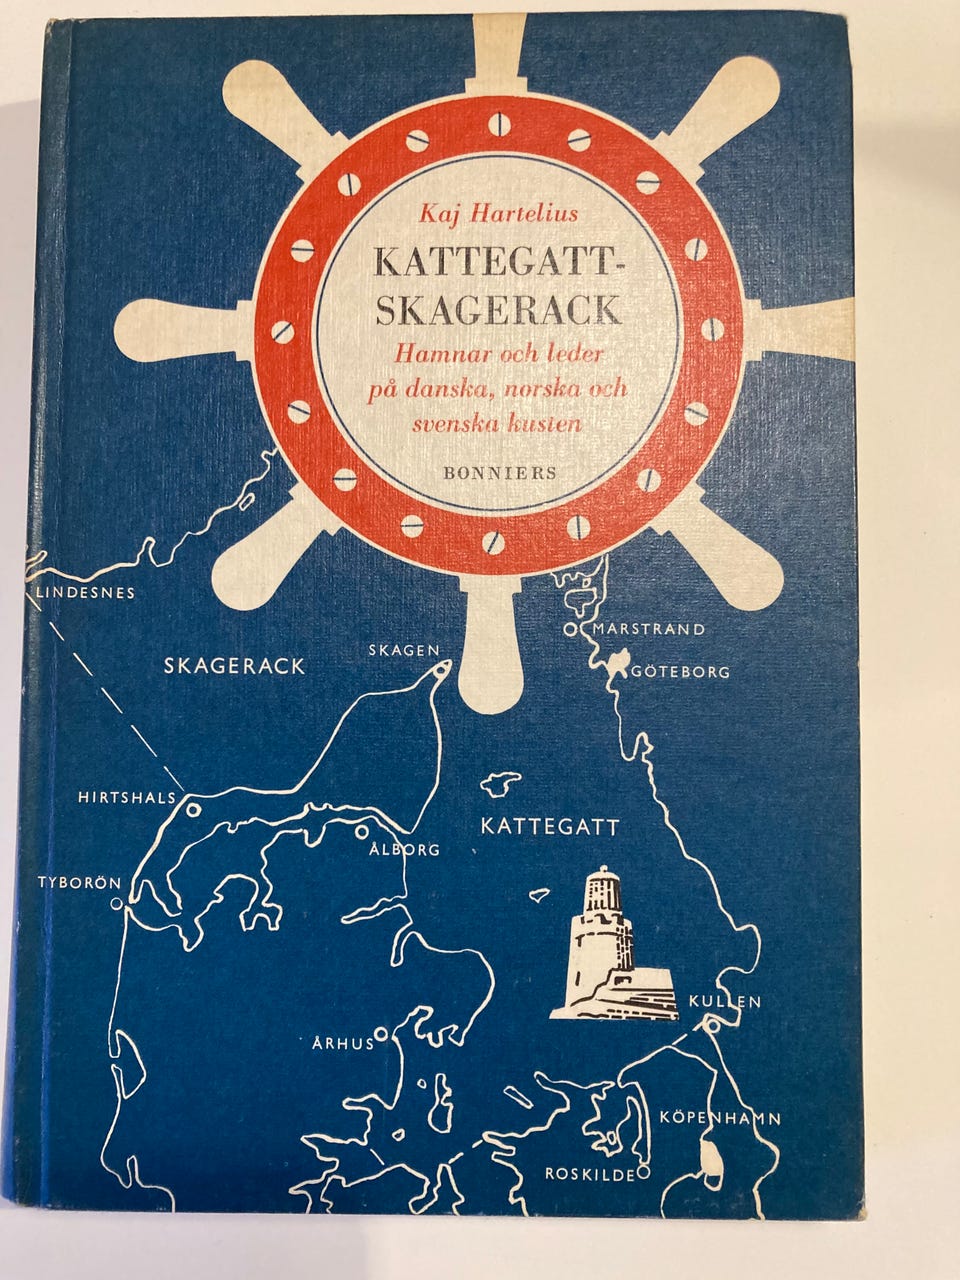 Kaj Hartelius
KATTEGATT-
SKAGERACK
Hamnar och leder
på danska, norska och
svenska kusten
BONNIERS
LINDESNES
MARSTRAND
SKAGEN
SKAGERACK
GÖTEBORG
HIRTSHALS
KATTEGATT
ÅLBORG
TYBORÖN
KULLEN
ÅRHUS
KÖPENHAMN
ROSKILDE